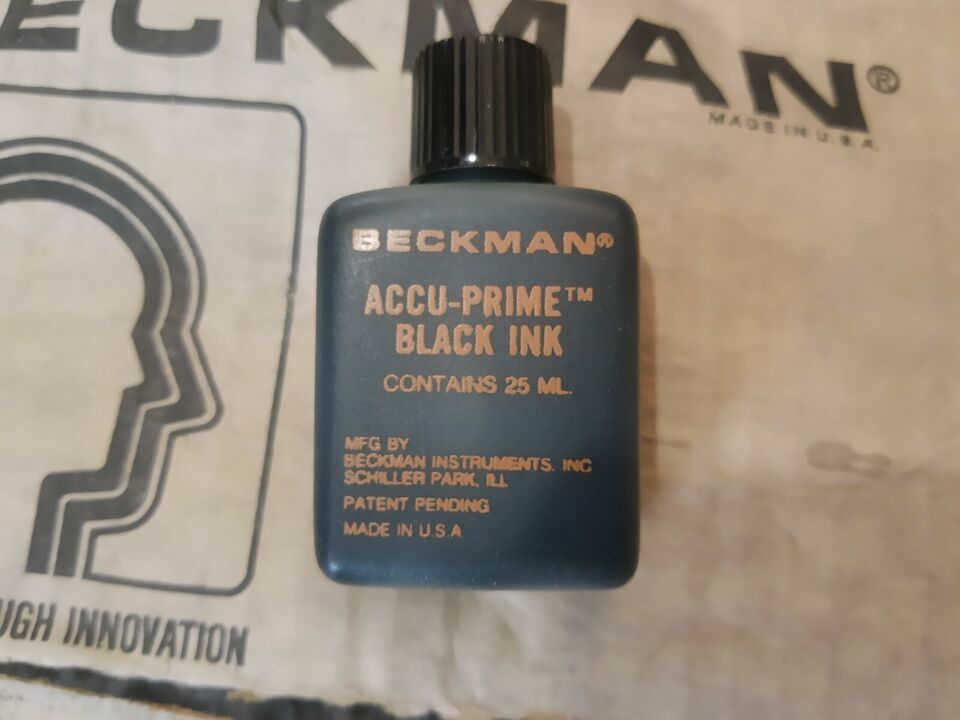 BECKMAN®
MADE IN U.S.A.
BECKMAN®
ACCU-PRIME™
BLACK INK
CONTAINS 25 ML.
MFG BY
BECKMAN INSTRUMENTS, INC
SCHILLER PARK, ILL
PATENT PENDING
MADE IN U.S.A.
UGH INNOVATION